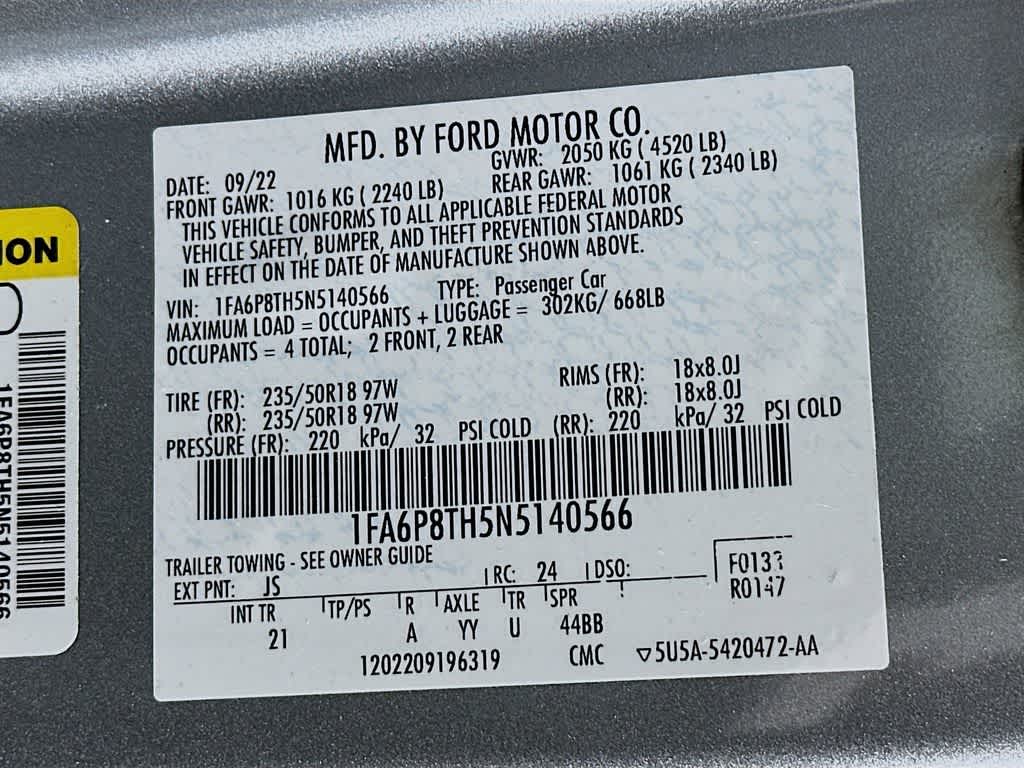 MFD. BY FORD MOTOR CO.
DATE: 09/22 GVWR: 2050 KG ( 4520 LB)
FRONT GAWR: 1016 KG ( 2240 LB) REAR GAWR: 1061 KG ( 2340 LB)
THIS VEHICLE CONFORMS TO ALL APPLICABLE FEDERAL MOTOR
VEHICLE SAFETY, BUMPER, AND THEFT PREVENTION STANDARDS
IN EFFECT ON THE DATE OF MANUFACTURE SHOWN ABOVE.
VIN: 1FA6P8TH5N5140566 TYPE: Passenger Car
MAXIMUM LOAD = OCCUPANTS + LUGGAGE = 302KG/ 668LB
OCCUPANTS = 4 TOTAL; 2 FRONT, 2 REAR
TIRE (FR): 235/50R18 97W RIMS (FR): 18x8.0J
(RR): 235/50R18 97W (RR): 18x8.0J
PRESSURE (FR): 220 kPa/ 32 PSI COLD (RR): 220 kPa/ 32 PSI COLD
1FA6P8TH5N5140566
TRAILER TOWING - SEE OWNER GUIDE
EXT PNT: JS RC: 24 DSO:
F0133
R0147
INT TR TP/PS R AXLE TR SPR
21 A YY U 44BB
1202209196319 CMC ▽5U5A-5420472-AA
ION
1FA6P8TH5N5140566